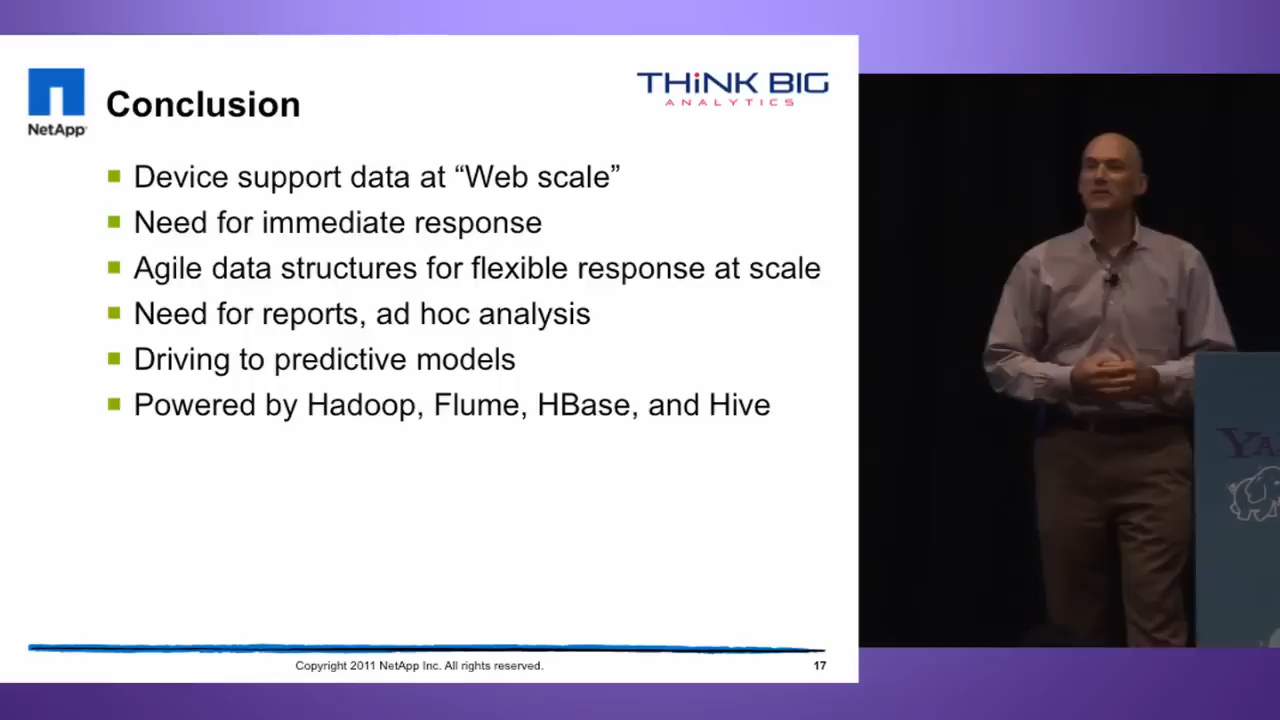 NetApp
Conclusion
THiNK BIG
ANALYTICS
Device support data at “Web scale”
Need for immediate response
Agile data structures for flexible response at scale
Need for reports, ad hoc analysis
Driving to predictive models
Powered by Hadoop, Flume, HBase, and Hive
Copyright 2011 NetApp Inc. All rights reserved.
17